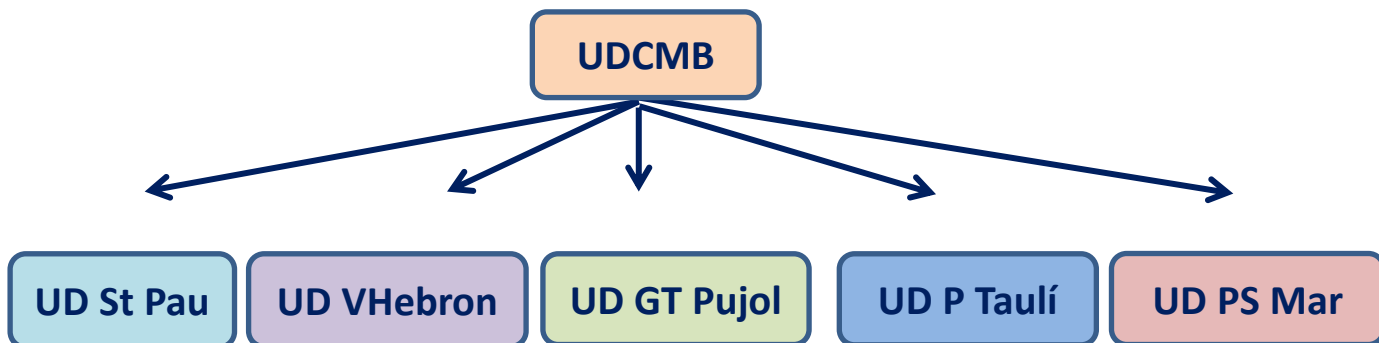 UDCMB
UD St Pau
UD VHebron
UD GT Pujol
UD P Taulí
UD PS Mar